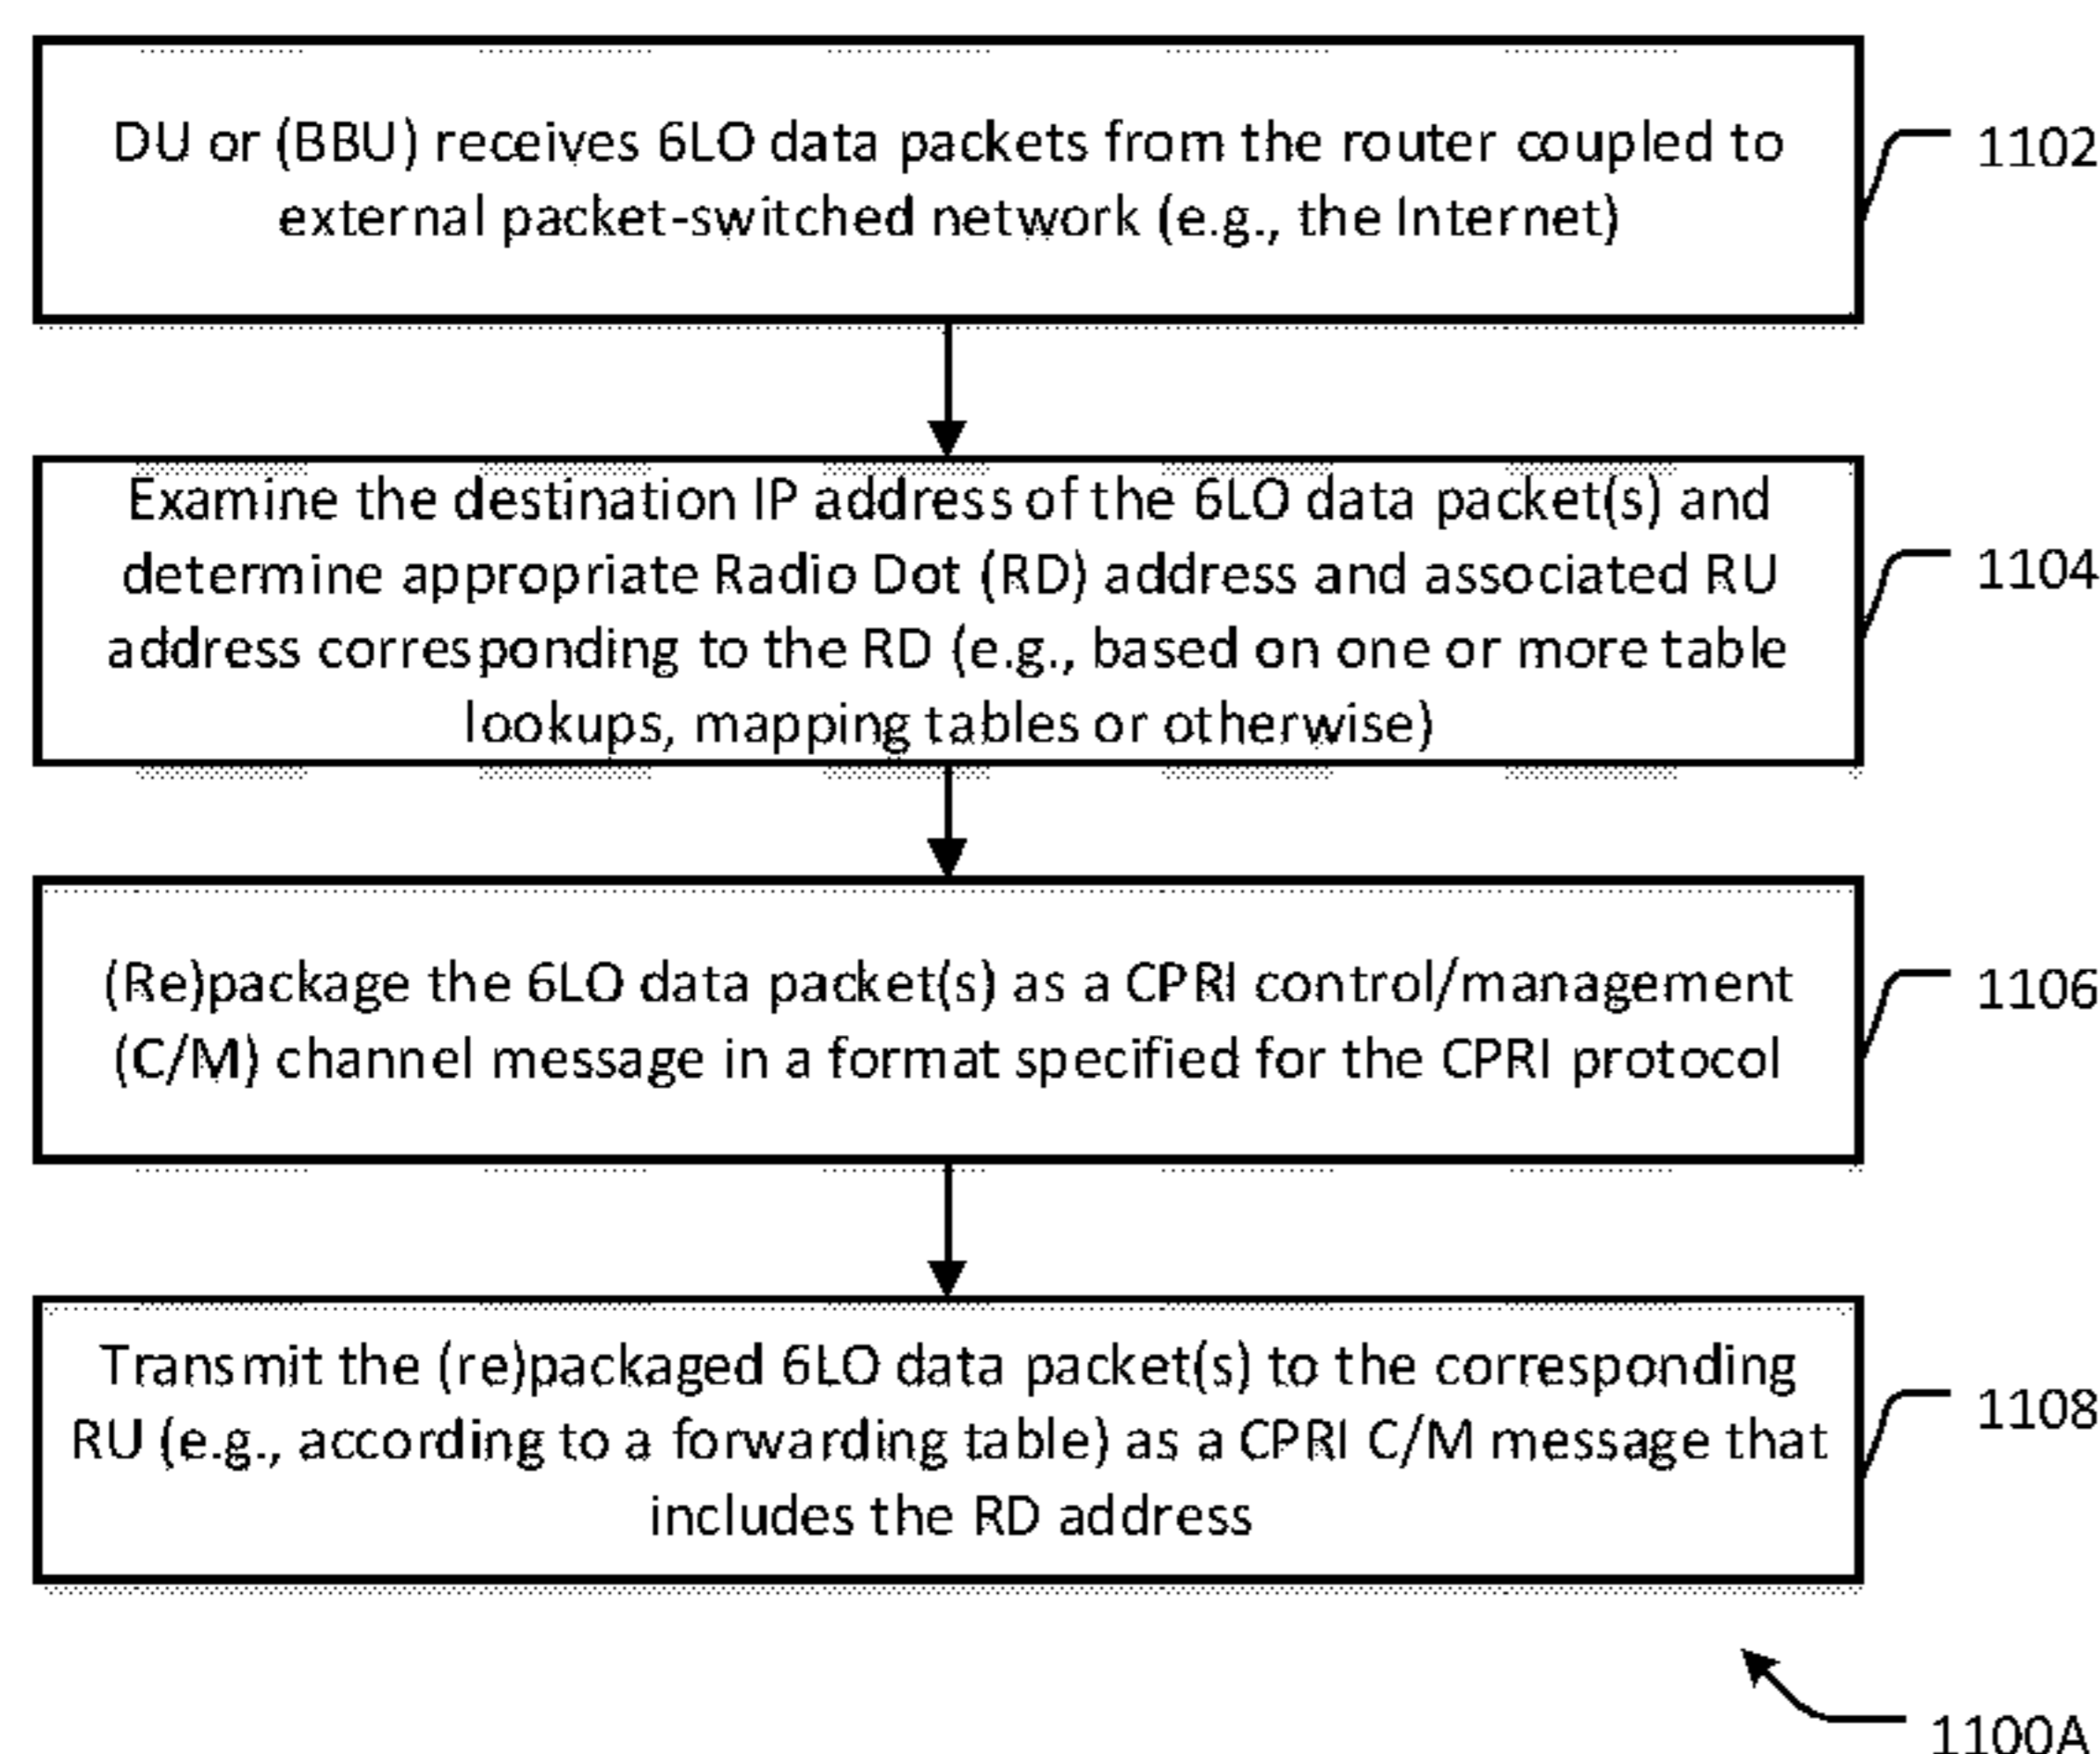 DU or (BBU) receives 6LO data packets from the router coupled to
external packet-switched network (e.g., the Internet)
1102
Examine the destination IP address of the 6LO data packet(s) and
determine appropriate Radio Dot (RD) address and associated RU
address corresponding to the RD (e.g., based on one or more table
lookups, mapping tables or otherwise)
1104
(Re)package the 6LO data packet(s) as a CPRI control/management
(C/M) channel message in a format specified for the CPRI protocol
1106
Transmit the (re)packaged 6LO data packet(s) to the corresponding
RU (e.g., according to a forwarding table) as a CPRI C/M message that
includes the RD address
1108
1100A